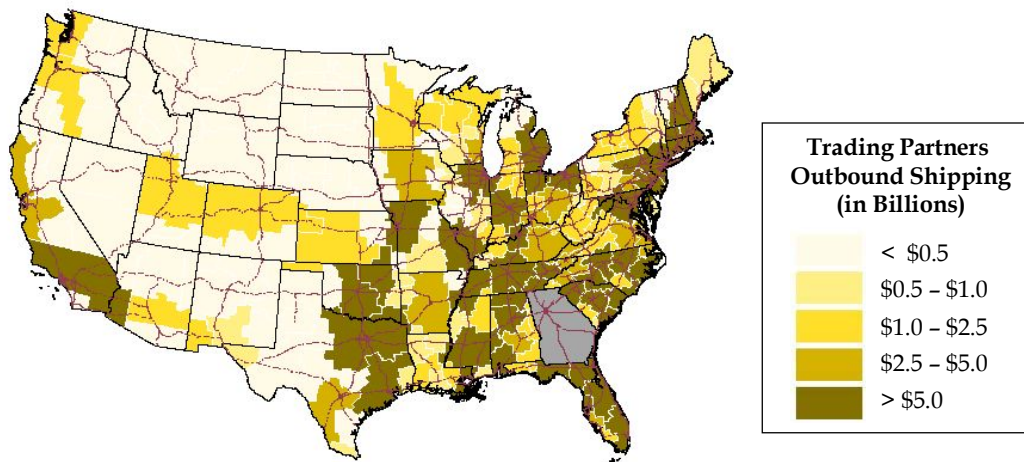 Trading Partners
Outbound Shipping
(in Billions)
< $0.5
$0.5 – $1.0
$1.0 – $2.5
$2.5 – $5.0
> $5.0